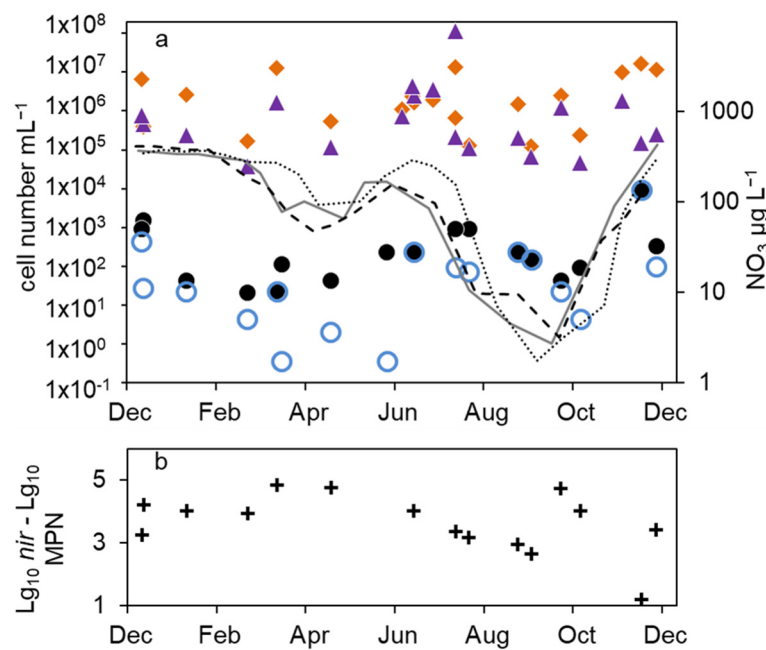 a
cell number mL⁻¹
1x10⁸
1x10⁷
1x10⁶
1x10⁵
1x10⁴
1x10³
1x10²
1x10¹
1x10⁰
1x10⁻¹
1000
100
10
1
NO₃ µg L⁻¹
Dec Feb Apr Jun Aug Oct Dec
b
Lg₁₀ nir - Lg₁₀
MPN
5
3
1
Dec Feb Apr Jun Aug Oct Dec